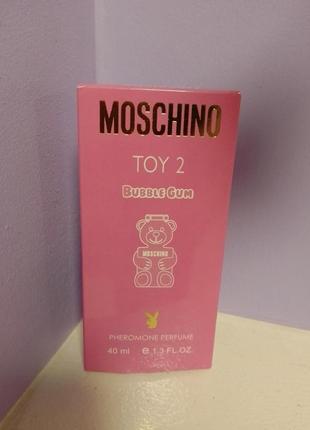 MOSCHINO
TOY 2
BUBBLE GUM
MOSCHINO
PHEROMONE PERFUME
40 ml ℮ 1.3 FL.OZ.